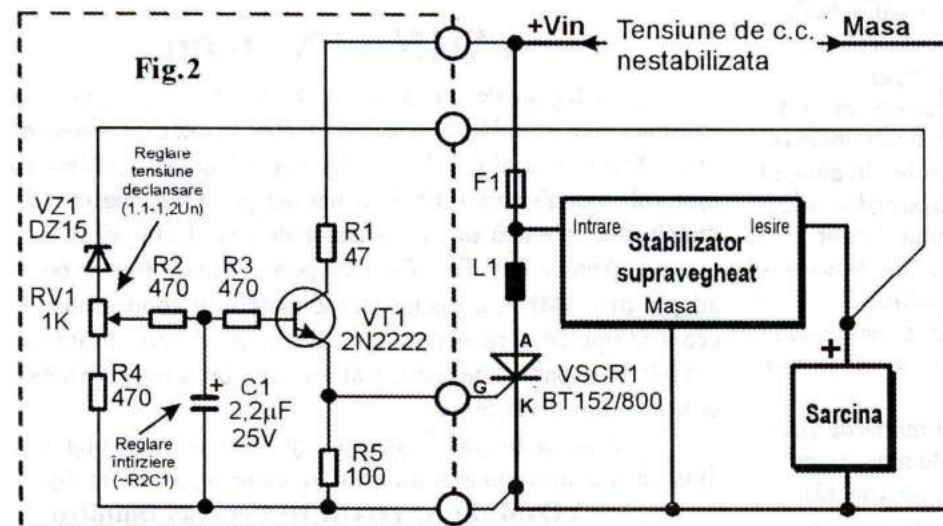 Fig.2
+Vin
Tensiune de c.c.
nestabilizata
Masa
Reglare
tensiune
declansare
(1.1-1,2Un)
VZ1
DZ15
RV1
1K
R2
470
R3
470
R1
47
VT1
2N2222
R4
470
C1
2,2µF
25V
+
Reglare
intirziere
(~R2C1)
R5
100
F1
L1
A
G
K
VSCR1
BT152/800
Intrare
Iesire
Stabilizator
supravegheat
Masa
+
Sarcina